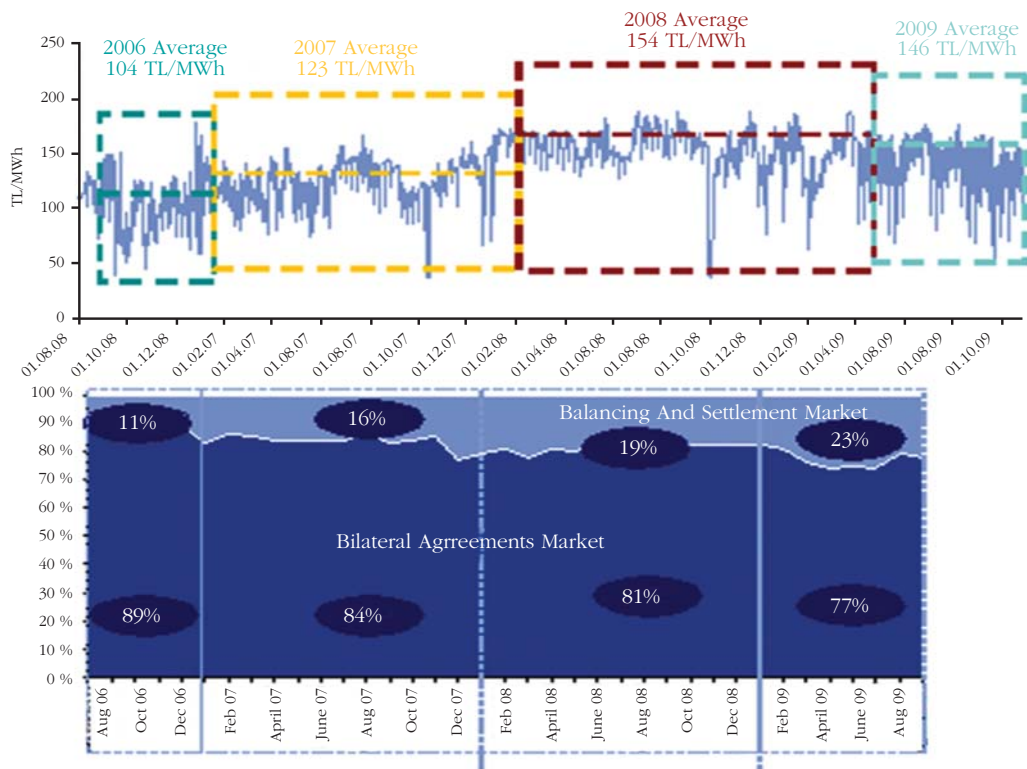 2006 Average
104 TL/MWh
2007 Average
123 TL/MWh
2008 Average
154 TL/MWh
2009 Average
146 TL/MWh
TL/MWh
250
200
150
100
50
0
01.08.08
01.10.08
01.12.08
01.02.07
01.04.07
01.08.07
01.08.07
01.10.07
01.12.07
01.02.08
01.04.08
01.08.08
01.08.08
01.10.08
01.12.08
01.02.09
01.04.09
01.08.09
01.08.09
01.10.09
100 %
90 %
80 %
70 %
60 %
50 %
40 %
30 %
20 %
10 %
0 %
Balancing And Settlement Market
11%
16%
19%
23%
Bilateral Agrreements Market
89%
84%
81%
77%
Aug 06
Oct 06
Dec 06
Feb 07
April 07
June 07
Aug 07
Oct 07
Dec 07
Feb 08
April 08
June 08
Aug 08
Oct 08
Dec 08
Feb 09
April 09
June 09
Aug 09